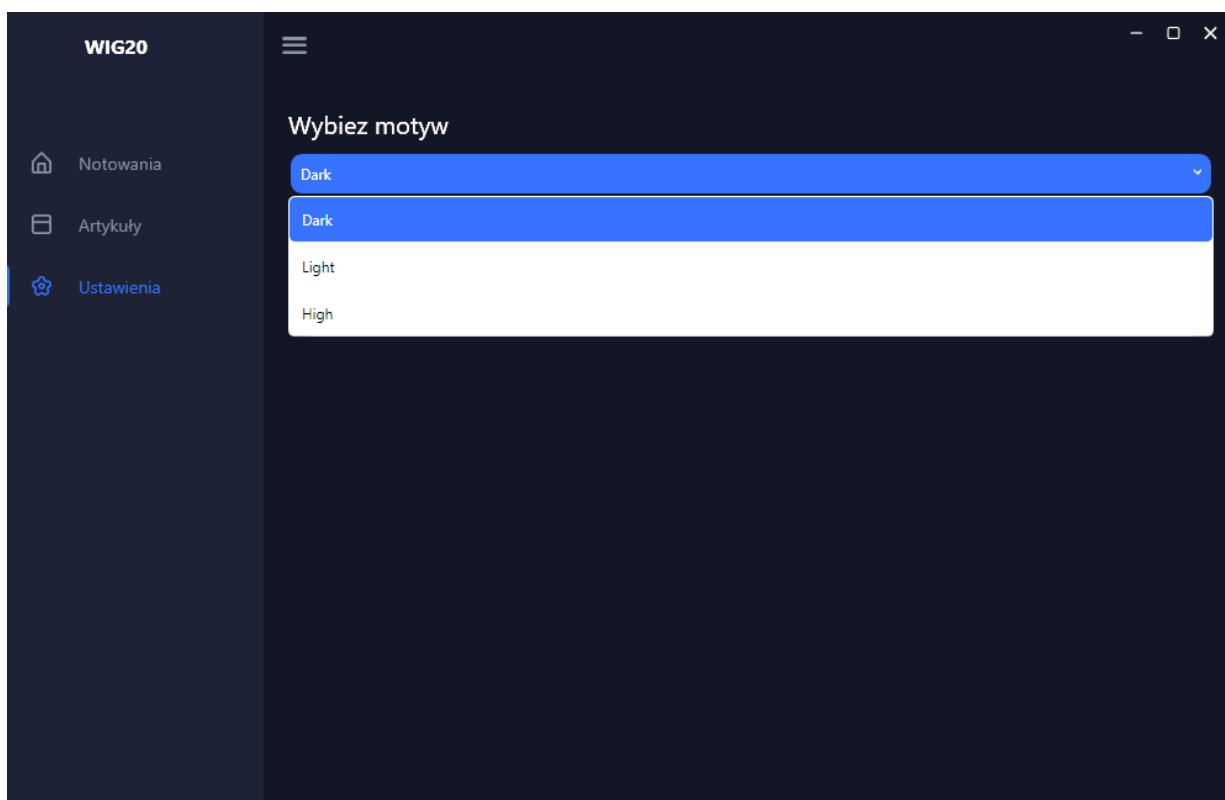 WIG20
Notowania
Artykuły
Ustawienia
Wybiez motyw
Dark
Dark
Light
High